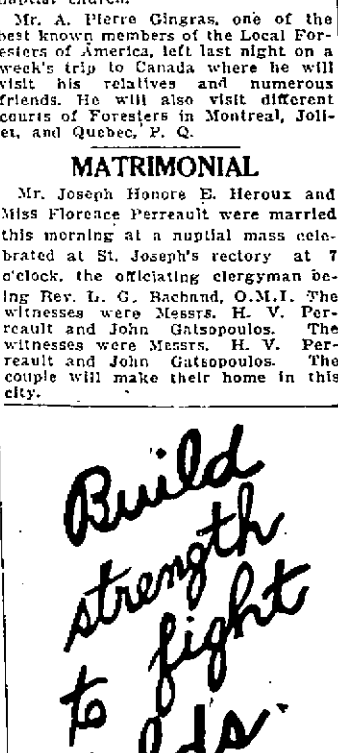 Mr. A. Pierre Gingras, one of the
best known members of the Local For-
esters of America, left last night on a
week's trip to Canada where he will
visit his relatives and numerous
friends. He will also visit different
courts of Foresters in Montreal, Joli-
et, and Quebec, P. Q.
MATRIMONIAL
Mr. Joseph Honore E. Heroux and
Miss Florence Perreault were married
this morning at a nuptial mass cele-
brated at St. Joseph's rectory at 7
o'clock, the officiating clergyman be-
ing Rev. L. G. Bachand, O.M.I. The
witnesses were Messrs. H. V. Per-
reault and John Gatsopoulos. The
witnesses were Messrs. H. V. Per-
reault and John Gatsopoulos. The
couple will make their home in this
city.
Build
strength
to fight